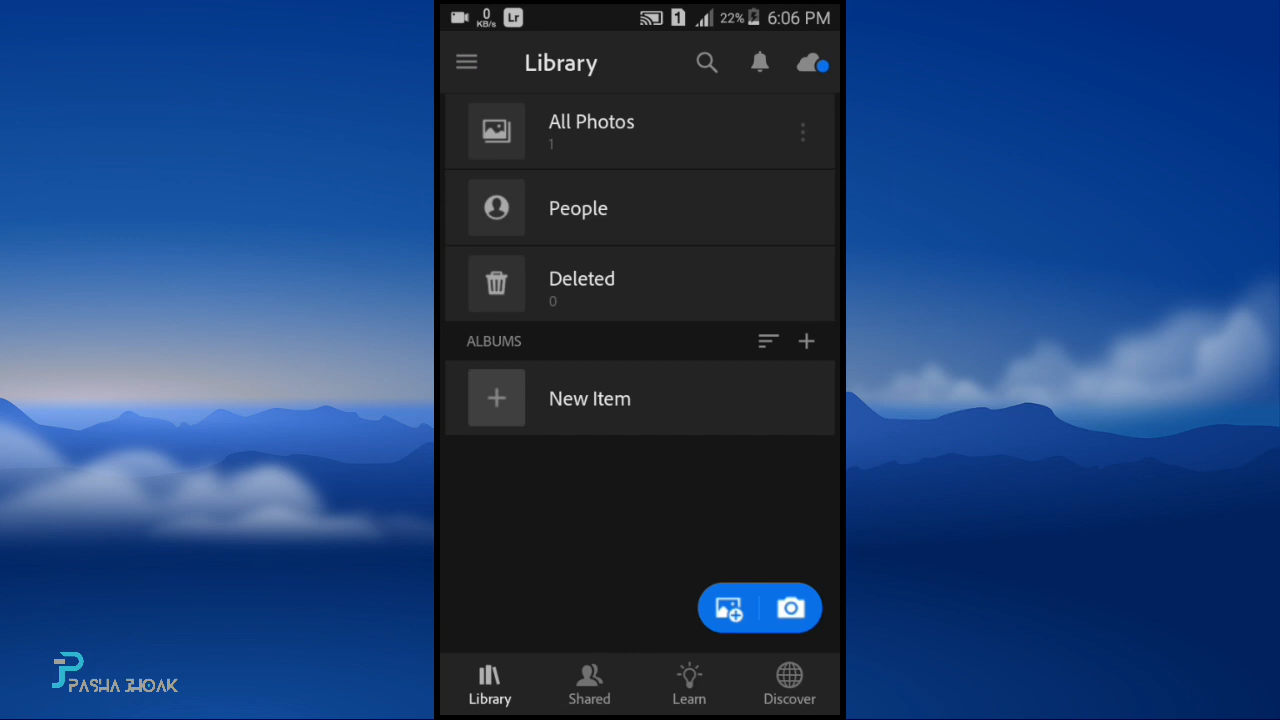 0
KB/s
Lr
1
22%
6:06 PM
Library
All Photos
1
People
Deleted
0
ALBUMS
New Item
Library
Shared
Learn
Discover
PASHA JHOAK